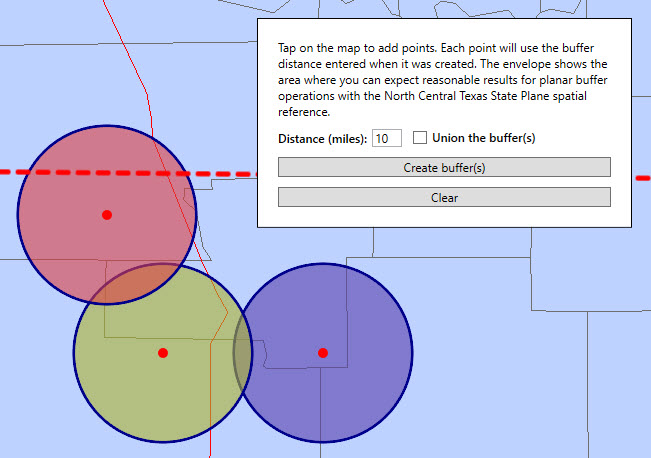 Tap on the map to add points. Each point will use the buffer
distance entered when it was created. The envelope shows the
area where you can expect reasonable results for planar buffer
operations with the North Central Texas State Plane spatial
reference.
Distance (miles): 10 Union the buffer(s)
Create buffer(s)
Clear